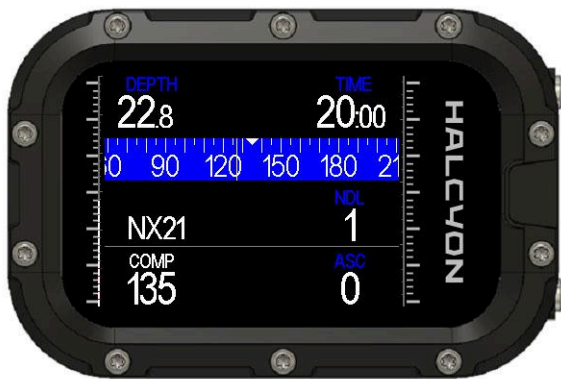 DEPTH TIME
22.8 20:00
60 90 120 150 180 21
NDL
NX21 1
COMP ASC
135 0
HALCYON